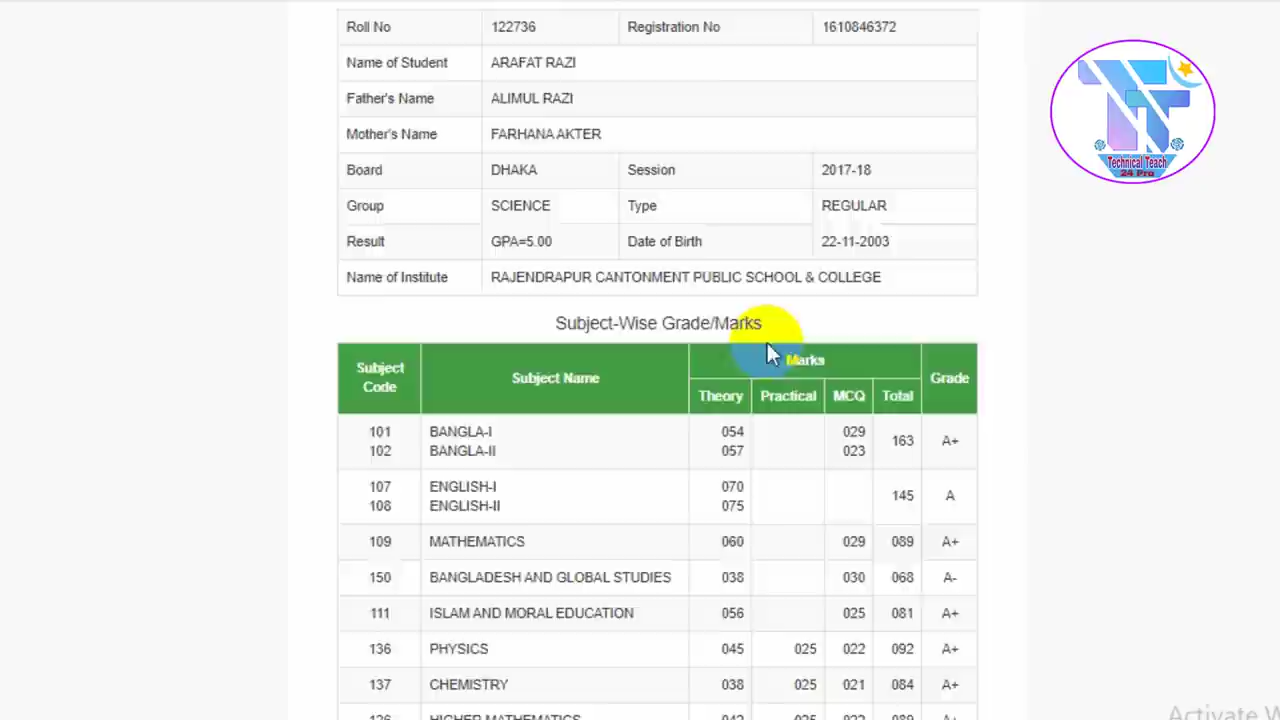 Roll No 122736 Registration No 1610846372
Name of Student ARAFAT RAZI
Father's Name ALIMUL RAZI
Mother's Name FARHANA AKTER
Board DHAKA Session 2017-18
Group SCIENCE Type REGULAR
Result GPA=5.00 Date of Birth 22-11-2003
Name of Institute RAJENDRAPUR CANTONMENT PUBLIC SCHOOL & COLLEGE
Technical Teach
24 Pro
Subject-Wise Grade/Marks
Subject Code Subject Name Marks Grade
Theory Practical MCQ Total
101 BANGLA-I 054 029 163 A+
102 BANGLA-II 057 023
107 ENGLISH-I 070 145 A
108 ENGLISH-II 075
109 MATHEMATICS 060 029 089 A+
150 BANGLADESH AND GLOBAL STUDIES 038 030 068 A-
111 ISLAM AND MORAL EDUCATION 056 025 081 A+
136 PHYSICS 045 025 022 092 A+
137 CHEMISTRY 038 025 021 084 A+
HIGHER MATHEMATICS
Activate W